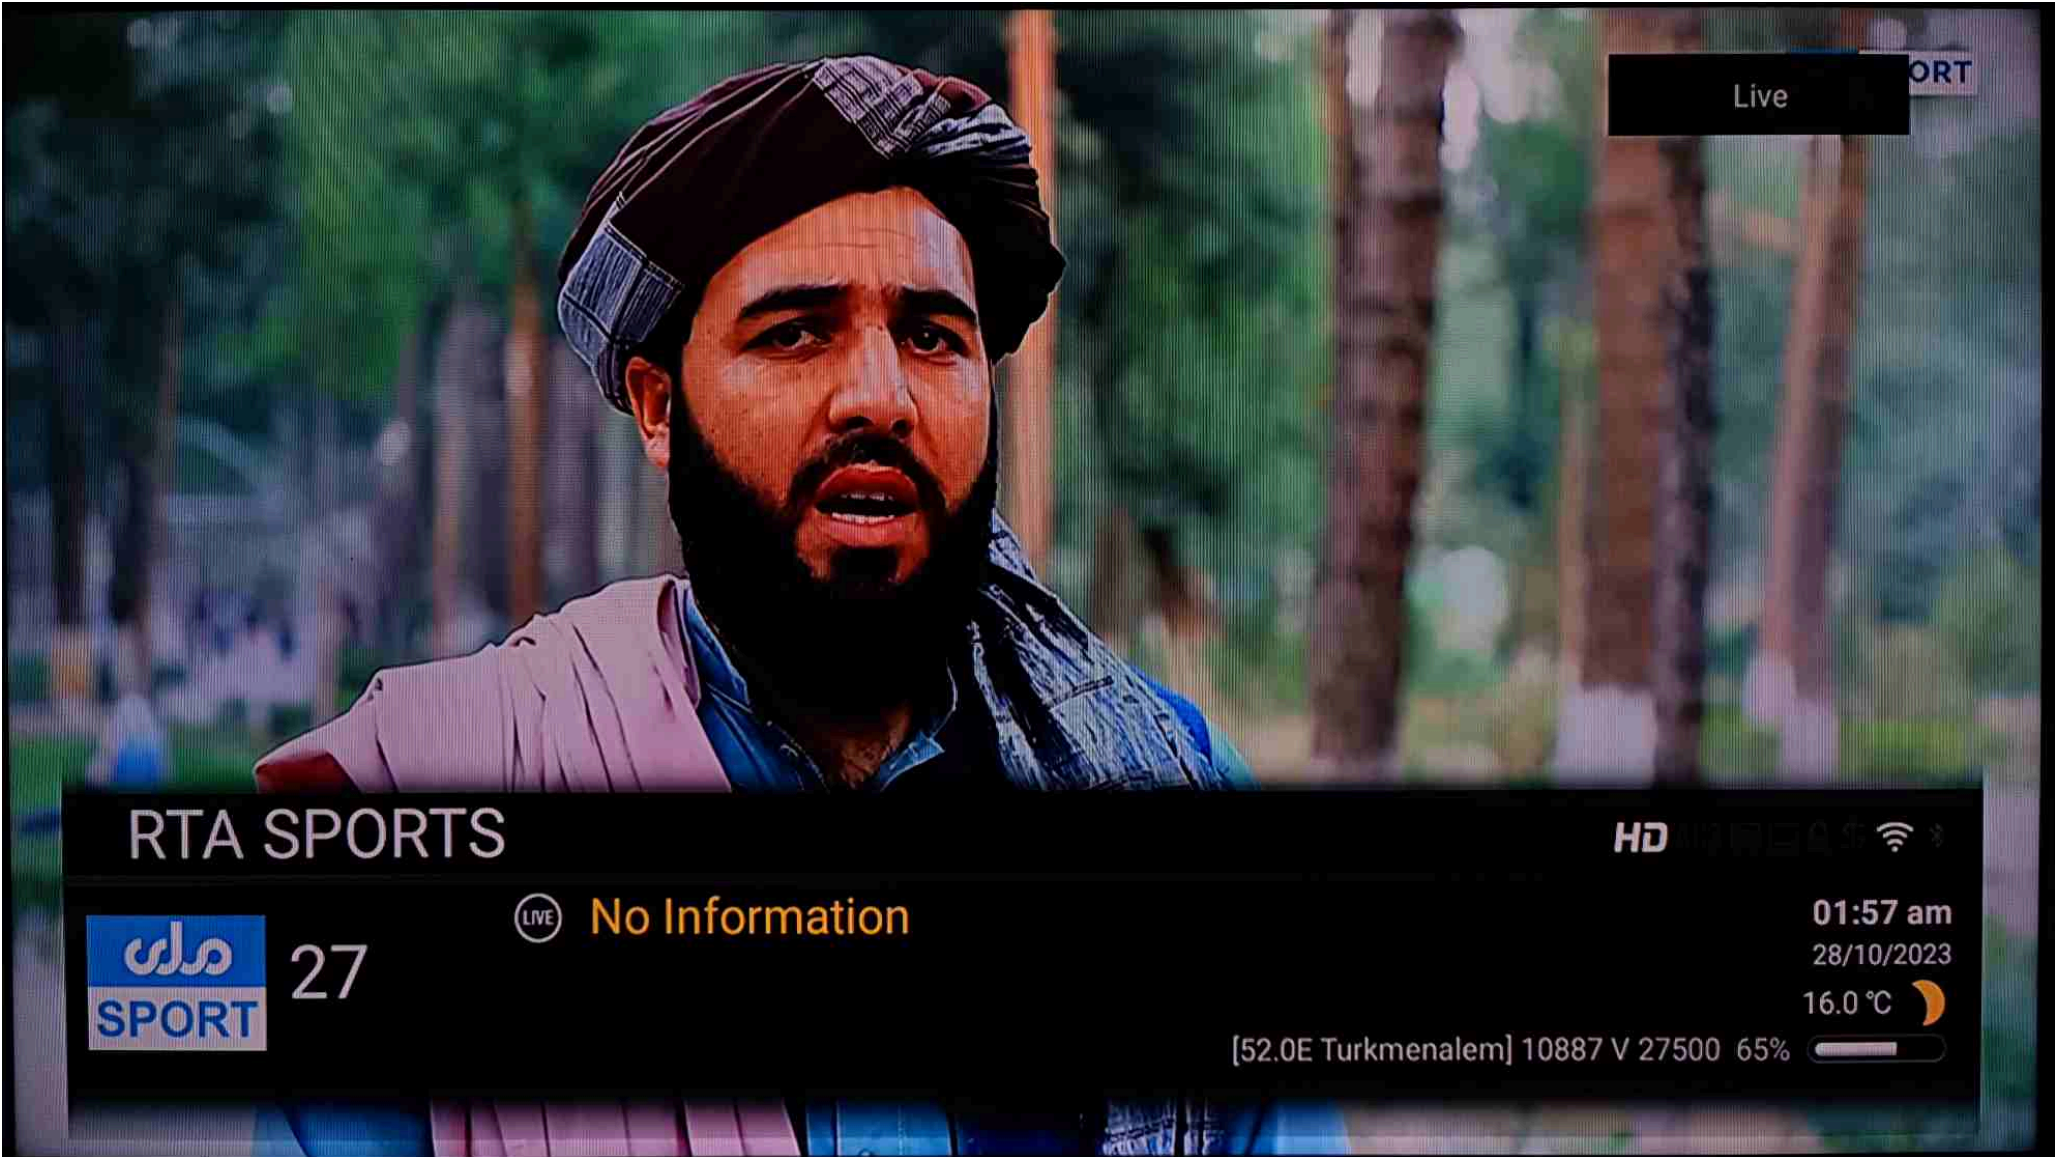 Live
ORT
RTA SPORTS
HD
LIVE No Information
01:57 am
28/10/2023
SPORT
27
16.0 °C
[52.0E Turkmenalem] 10887 V 27500 65%